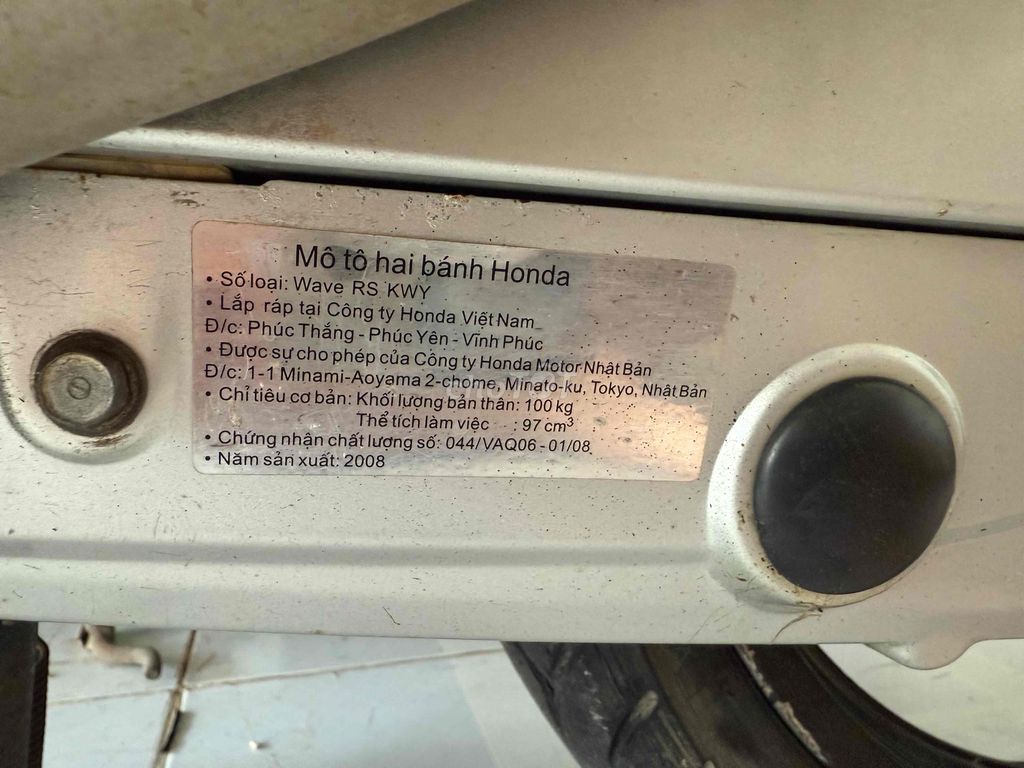 Mô tô hai bánh Honda
• Số loại: Wave RS KWY
• Lắp ráp tại Công ty Honda Việt Nam
Đ/c: Phúc Thắng - Phúc Yên - Vĩnh Phúc
• Được sự cho phép của Công ty Honda Motor Nhật Bản
Đ/c: 1-1 Minami-Aoyama 2-chome, Minato-ku, Tokyo, Nhật Bản
• Chỉ tiêu cơ bản: Khối lượng bản thân: 100 kg
Thể tích làm việc : 97 cm³
• Chứng nhân chất lượng số: 044/VAQ06 - 01/08
• Năm sản xuất: 2008